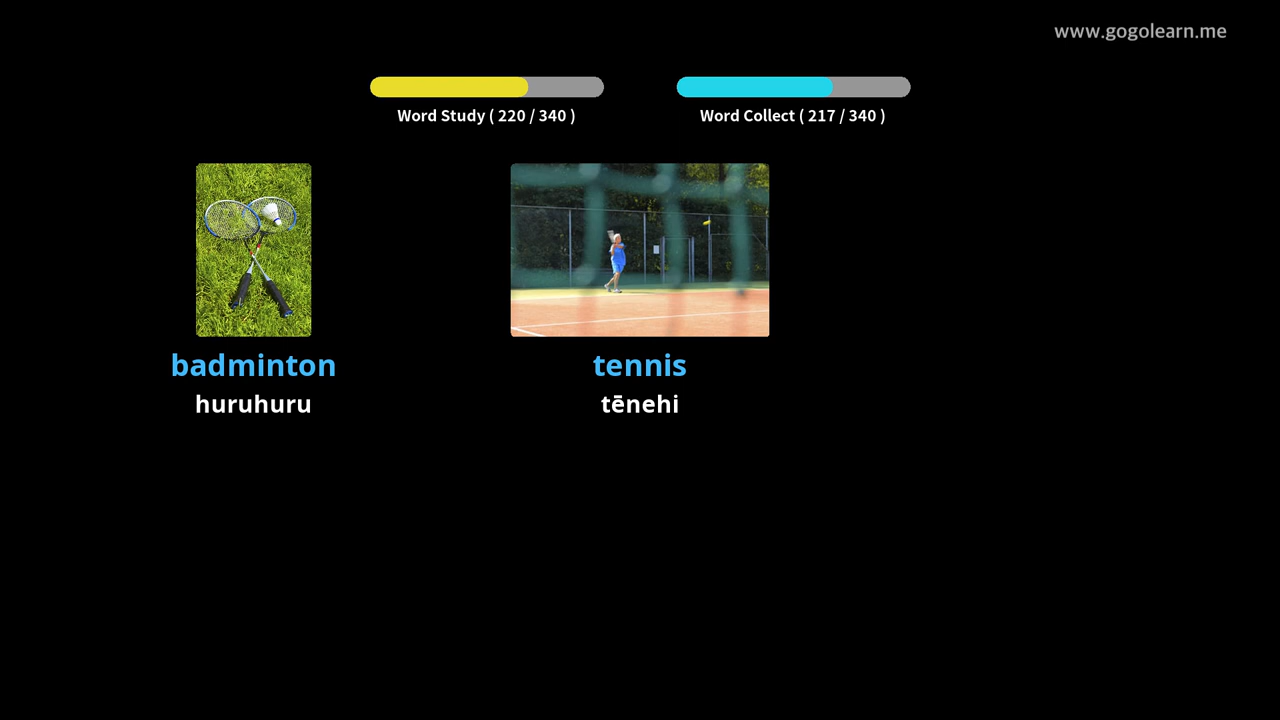 www.gogolearn.me
Word Study ( 220 / 340 )
Word Collect ( 217 / 340 )
badminton
huruhuru
tennis
tēnehi